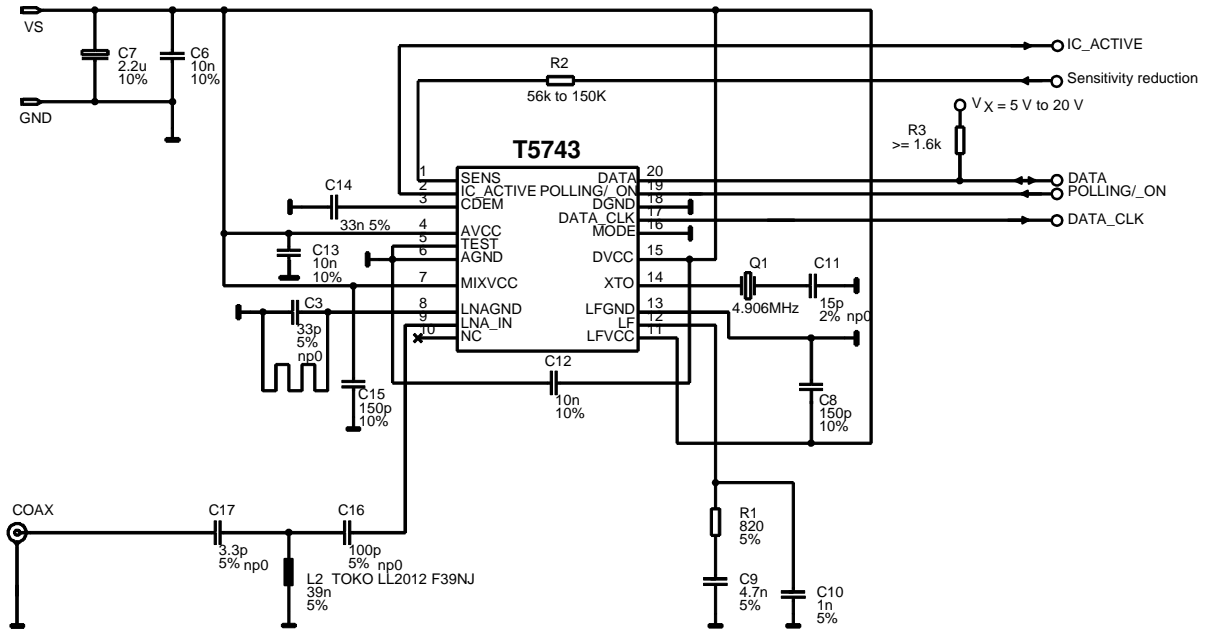 VS
C7
2.2u
10%
C6
10n
10%
GND
IC_ACTIVE
R2
56k to 150K
Sensitivity reduction
V X = 5 V to 20 V
R3
>= 1.6k
T5743
1 SENS DATA 20
2 IC_ACTIVE POLLING/_ON 19
3 CDEM DGND 18
DATA_CLK 17
4 AVCC MODE 16
5 TEST
6 AGND DVCC 15
7 MIXVCC XTO 14
8 LNAGND LFGND 13
9 LNA_IN LF 12
10 NC LFVCC 11
DATA
POLLING/_ON
DATA_CLK
C14
33n 5%
C13
10n
10%
Q1
4.906MHz
C11
15p
2% np0
C3
33p
5%
np0
C15
150p
10%
C12
10n
10%
C8
150p
10%
COAX
C17
3.3p
5% np0
C16
100p
5% np0
L2 TOKO LL2012 F39NJ
39n
5%
R1
820
5%
C9
4.7n
5%
C10
1n
5%